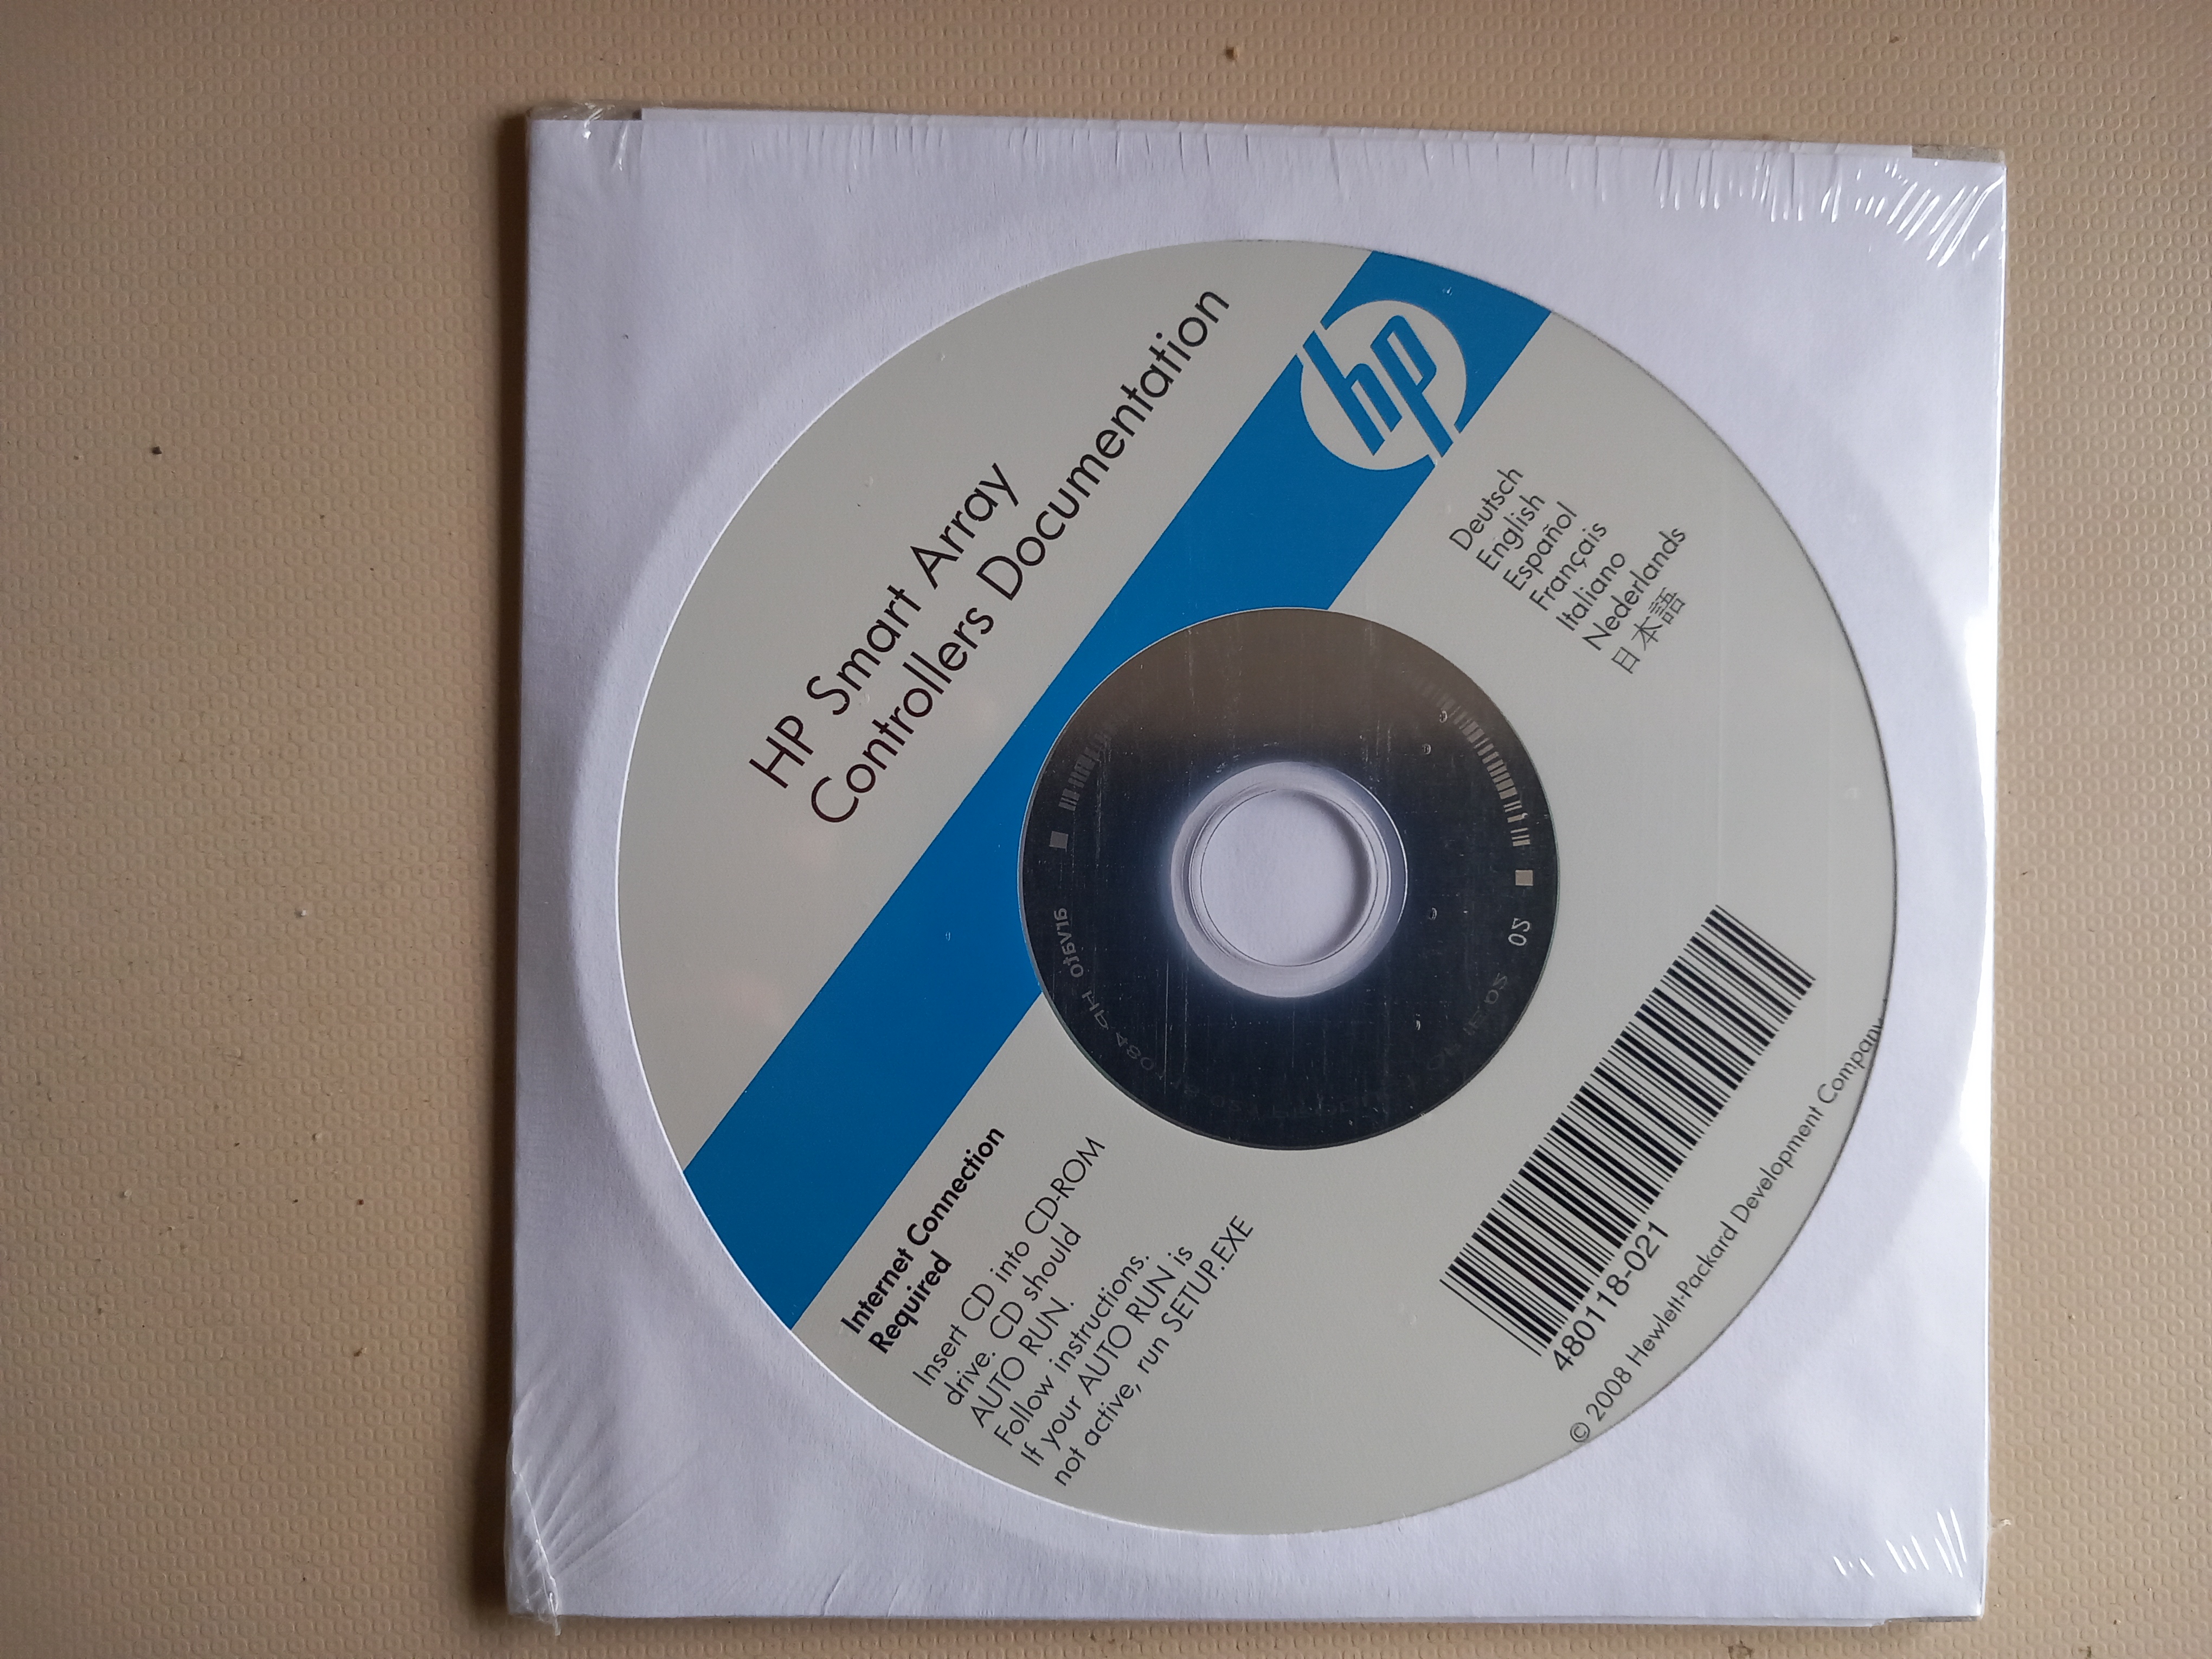 HP Smart Array
Controllers Documentation
hp
Deutsch
English
Español
Français
Italiano
Nederlands
日本語
Internet Connection
Required
Insert CD into CD-ROM
drive. CD should
AUTO RUN.
Follow instructions.
If your AUTO RUN is
not active, run SETUP.EXE
480118-021
© 2008 Hewlett-Packard Development Company
arvato